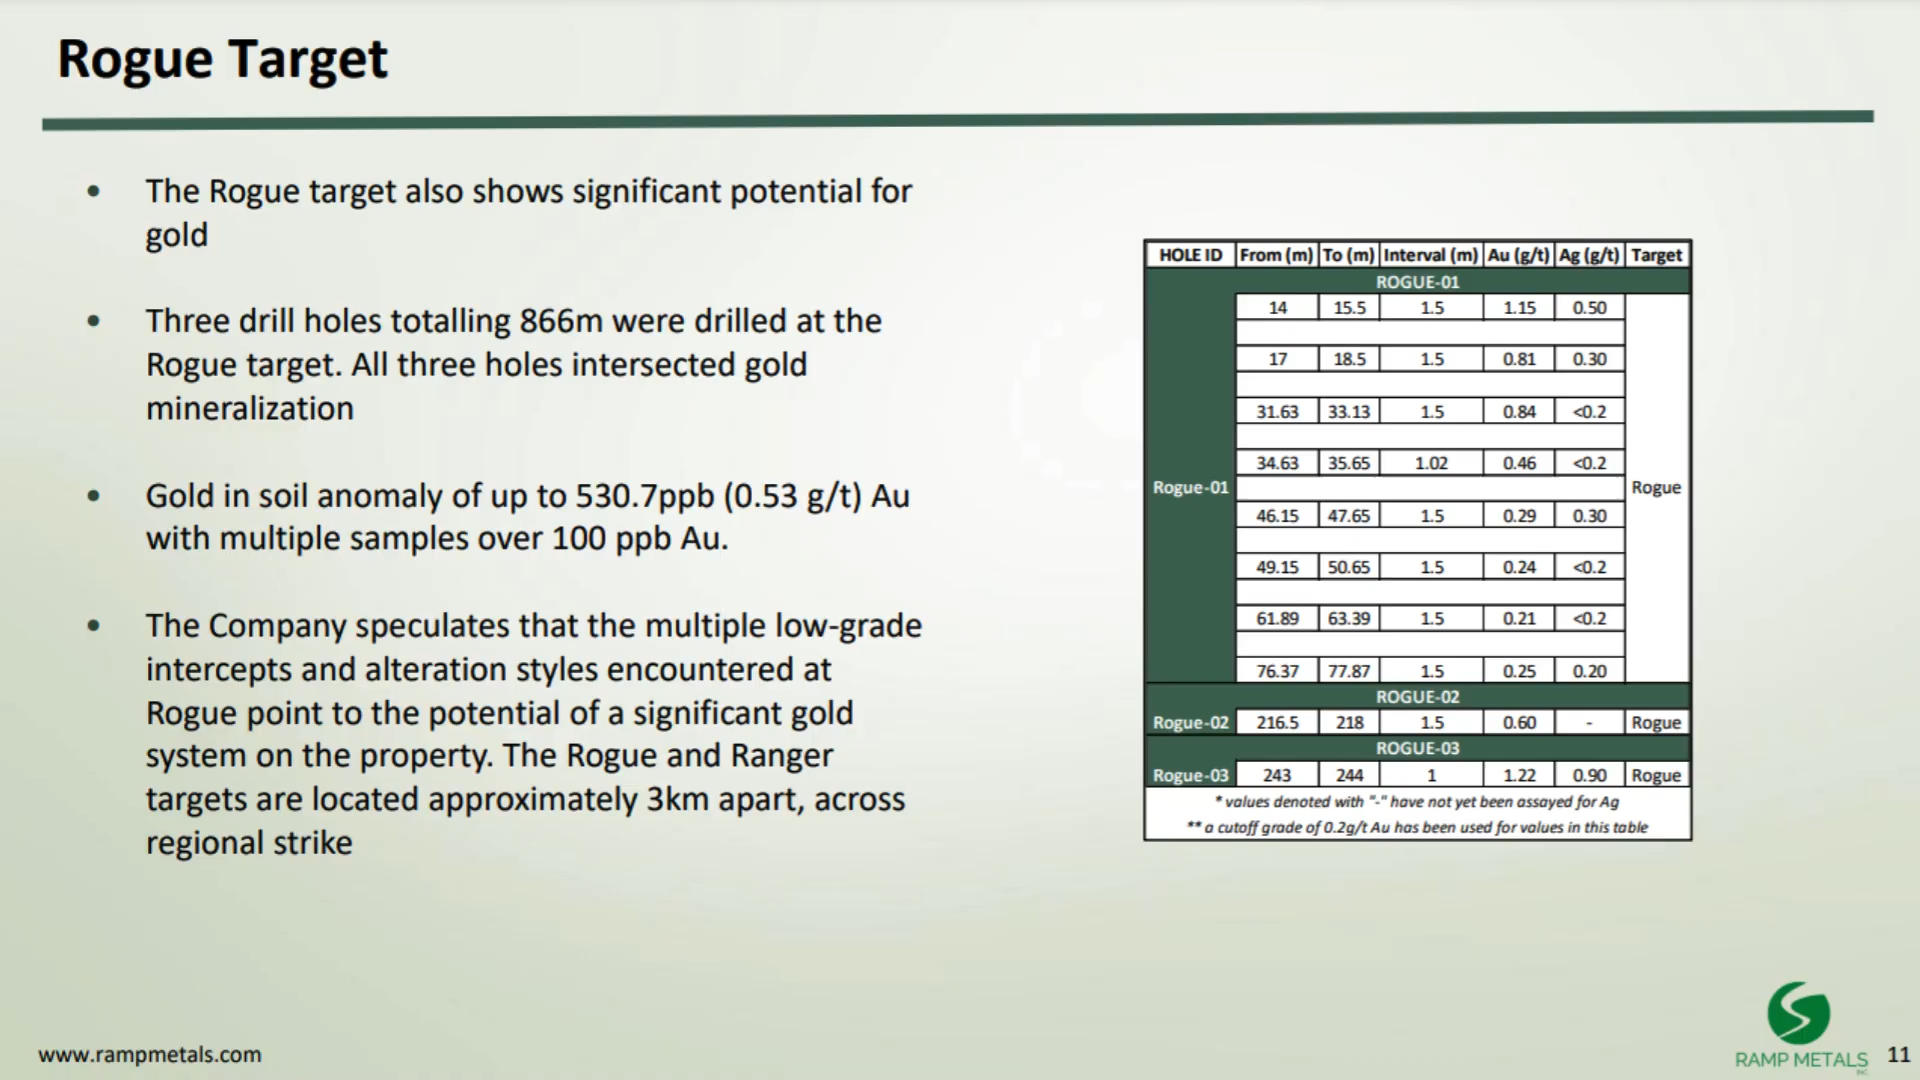 Rogue Target
• The Rogue target also shows significant potential for
gold
• Three drill holes totalling 866m were drilled at the
Rogue target. All three holes intersected gold
mineralization
• Gold in soil anomaly of up to 530.7ppb (0.53 g/t) Au
with multiple samples over 100 ppb Au.
• The Company speculates that the multiple low-grade
intercepts and alteration styles encountered at
Rogue point to the potential of a significant gold
system on the property. The Rogue and Ranger
targets are located approximately 3km apart, across
regional strike
HOLE ID From (m) To (m) Interval (m) Au (g/t) Ag (g/t) Target
ROGUE-01
14 15.5 1.5 1.15 0.50
17 18.5 1.5 0.81 0.30
31.63 33.13 1.5 0.84 <0.2
34.63 35.65 1.02 0.46 <0.2
Rogue-01 Rogue
46.15 47.65 1.5 0.29 0.30
49.15 50.65 1.5 0.24 <0.2
61.89 63.39 1.5 0.21 <0.2
76.37 77.87 1.5 0.25 0.20
ROGUE-02
Rogue-02 216.5 218 1.5 0.60 - Rogue
ROGUE-03
Rogue-03 243 244 1 1.22 0.90 Rogue
* values denoted with "-" have not yet been assayed for Ag
** a cutoff grade of 0.2g/t Au has been used for values in this table
www.rampmetals.com
RAMP METALS
INC.
11